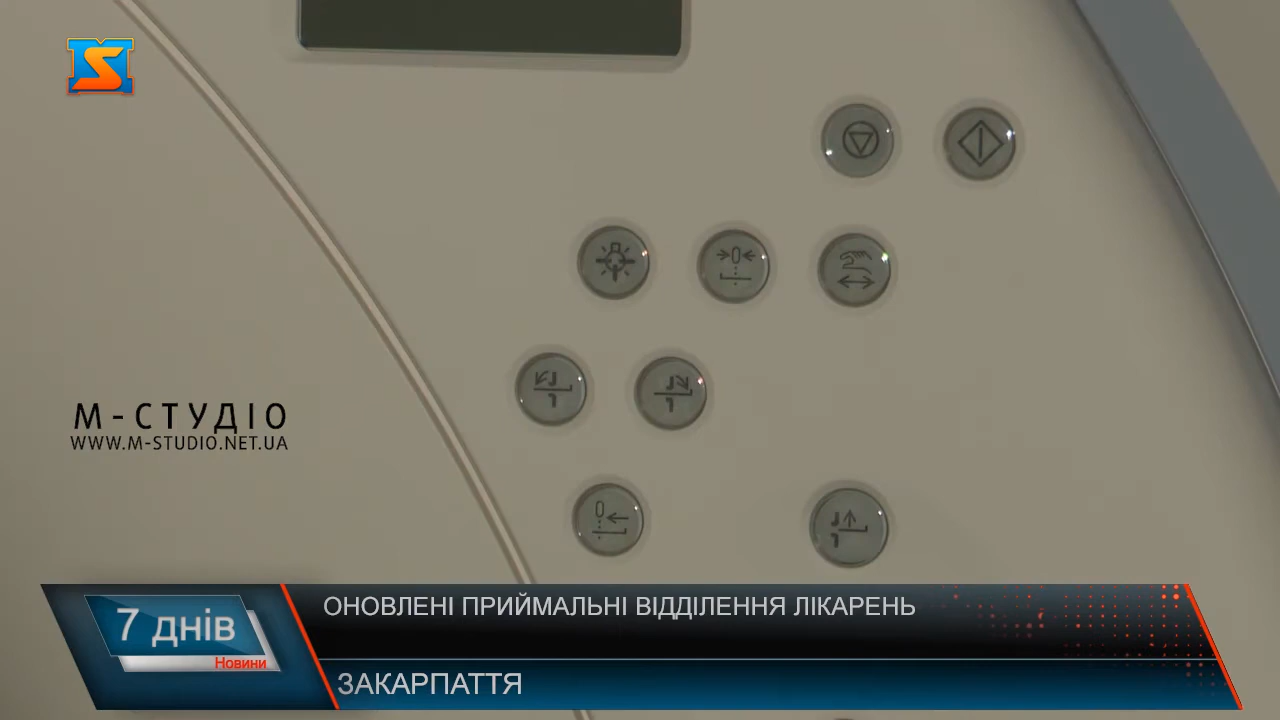 М-СТУДІО
WWW.M-STUDIO.NET.UA
7 днів
Новини
ОНОВЛЕНІ ПРИЙМАЛЬНІ ВІДДІЛЕННЯ ЛІКАРЕНЬ
ЗАКАРПАТТЯ